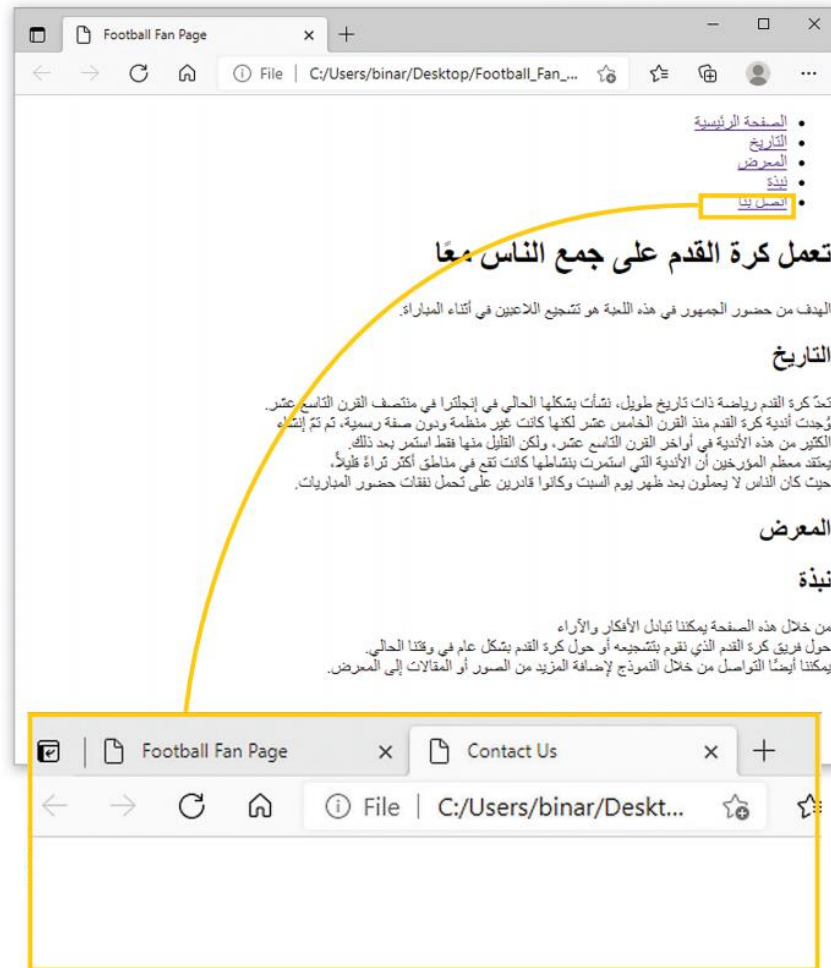 Football Fan Page
File | C:/Users/binar/Desktop/Football_Fan_...
الصفحة الرئيسية
التاريخ
المعرض
نبذة
اتصل بنا
تعمل كرة القدم على جمع الناس معًا
الهدف من حضور الجمهور في هذه اللعبة هو تشجيع اللاعبين في أثناء المباراة.
التاريخ
تعدّ كرة القدم رياضة ذات تاريخ طويل، نشأت بشكلها الحالي في إنجلترا في منتصف القرن التاسع عشر.
وُجدت أندية كرة القدم منذ القرن الخامس عشر لكنها كانت غير منظمة ودون صفة رسمية، ثم تمّ إنشاء
الكثير من هذه الأندية في أواخر القرن التاسع عشر، ولكن القليل منها فقط استمر بعد ذلك.
يعتقد معظم المؤرخين أن الأندية التي استمرت بنشاطها كانت تقع في مناطق أكثر ثراءً قليلاً،
حيث كان الناس لا يعملون بعد ظهر يوم السبت وكانوا قادرين على تحمل نفقات حضور المباريات.
المعرض
نبذة
من خلال هذه الصفحة يمكننا تبادل الأفكار والآراء
حول فريق كرة القدم الذي نقوم بتشجيعه أو حول كرة القدم بشكل عام في وقتنا الحالي.
يمكننا أيضًا التواصل من خلال النموذج لإضافة المزيد من الصور أو المقالات إلى المعرض.
Football Fan Page
Contact Us
File | C:/Users/binar/Deskt...